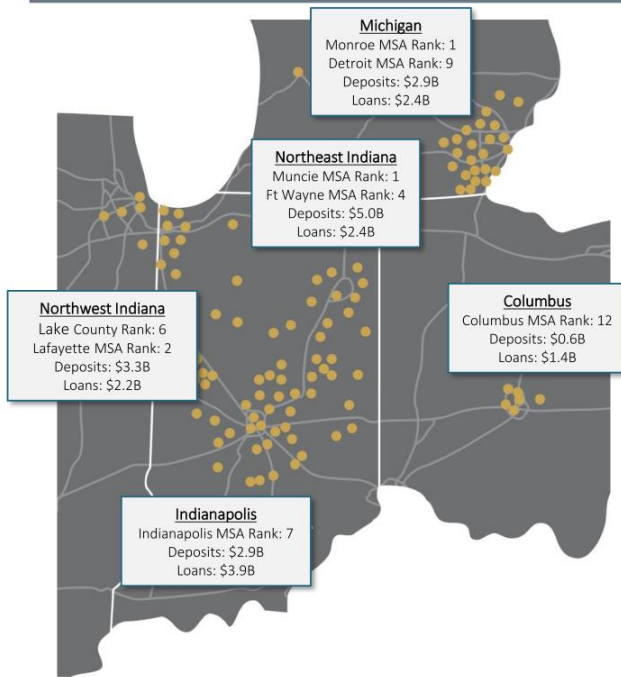 Michigan
Monroe MSA Rank: 1
Detroit MSA Rank: 9
Deposits: $2.9B
Loans: $2.4B
Northeast Indiana
Muncie MSA Rank: 1
Ft Wayne MSA Rank: 4
Deposits: $5.0B
Loans: $2.4B
Northwest Indiana
Lake County Rank: 6
Lafayette MSA Rank: 2
Deposits: $3.3B
Loans: $2.2B
Columbus
Columbus MSA Rank: 12
Deposits: $0.6B
Loans: $1.4B
Indianapolis
Indianapolis MSA Rank: 7
Deposits: $2.9B
Loans: $3.9B